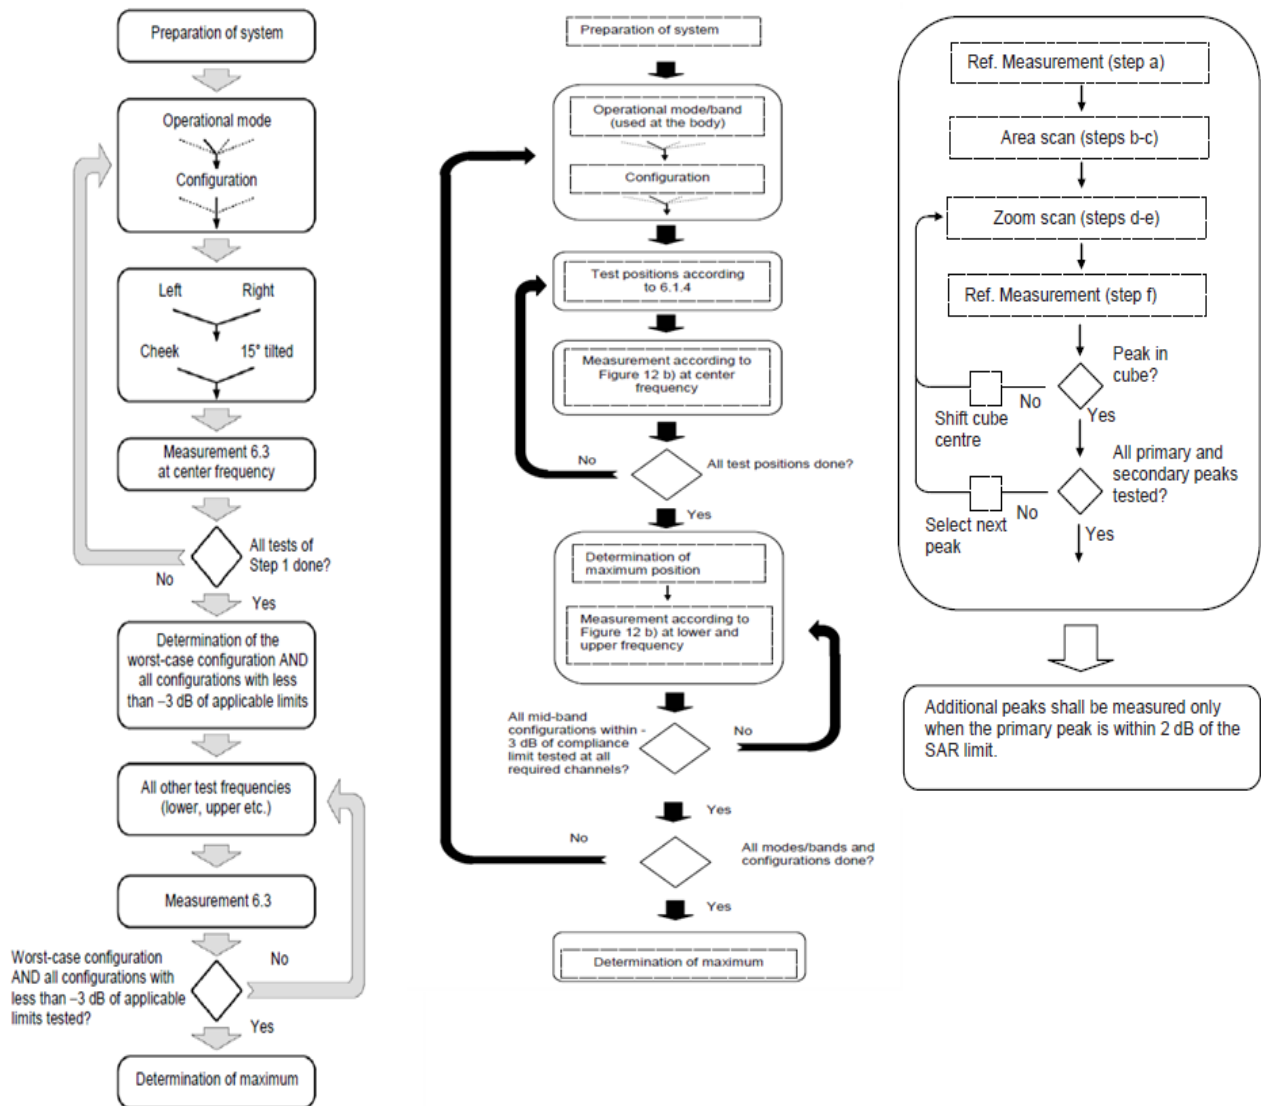 Preparation of system
Operational mode
Configuration
Left
Right
Cheek
15° tilted
Measurement 6.3
at center frequency
All tests of
Step 1 done?
No
Yes
Determination of the
worst-case configuration AND
all configurations with less
than –3 dB of applicable limits
All other test frequencies
(lower, upper etc.)
Measurement 6.3
Worst-case configuration
AND all configurations with
less than –3 dB of applicable
limits tested?
No
Yes
Determination of maximum
Preparation of system
Operational mode/band
(used at the body)
Configuration
Test positions according
to 6.1.4
Measurement according to
Figure 12 b) at center
frequency
No
All test positions done?
Yes
Determination of
maximum position
Measurement according to
Figure 12 b) at lower and
upper frequency
All mid-band
configurations within -
3 dB of compliance
limit tested at all
required channels?
No
Yes
No
All modes/bands and
configurations done?
Yes
Determination of maximum
Ref. Measurement (step a)
Area scan (steps b-c)
Zoom scan (steps d-e)
Ref. Measurement (step f)
Peak in
cube?
No
Shift cube
centre
Yes
All primary and
secondary peaks
tested?
No
Select next
peak
Yes
Additional peaks shall be measured only
when the primary peak is within 2 dB of the
SAR limit.